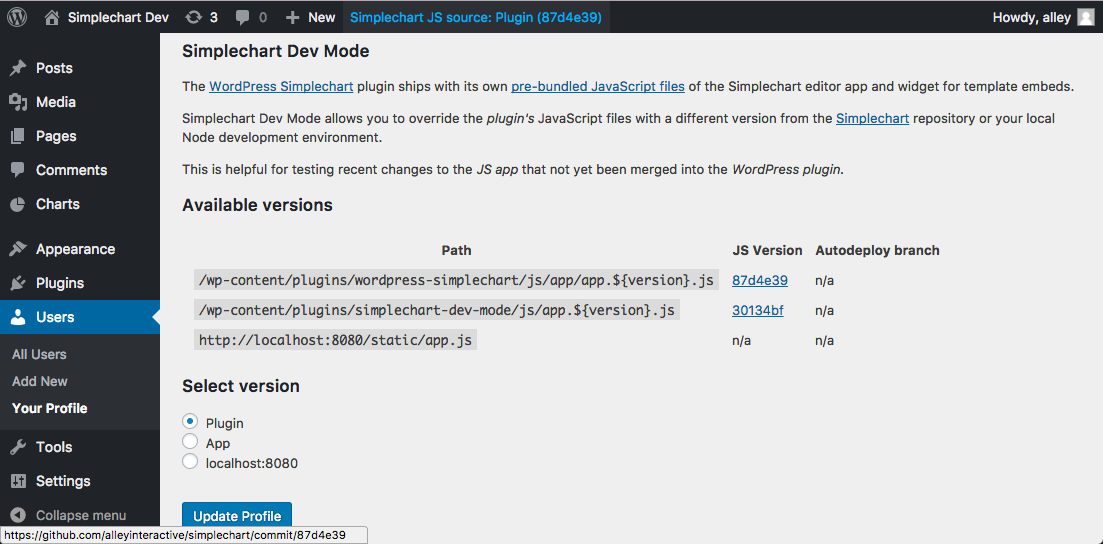 Simplechart Dev 3 0 New Simplechart JS source: Plugin (87d4e39) Howdy, alley
Posts
Media
Pages
Comments
Charts
Appearance
Plugins
Users
All Users
Add New
Your Profile
Tools
Settings
Collapse menu
Simplechart Dev Mode
The WordPress Simplechart plugin ships with its own pre-bundled JavaScript files of the Simplechart editor app and widget for template embeds.
Simplechart Dev Mode allows you to override the plugin's JavaScript files with a different version from the Simplechart repository or your local
Node development environment.
This is helpful for testing recent changes to the JS app that not yet been merged into the WordPress plugin.
Available versions
Path JS Version Autodeploy branch
/wp-content/plugins/wordpress-simplechart/js/app/app.${version}.js 87d4e39 n/a
/wp-content/plugins/simplechart-dev-mode/js/app.${version}.js 30134bf n/a
http://localhost:8080/static/app.js n/a n/a
Select version
Plugin
App
localhost:8080
Update Profile
https://github.com/alleyinteractive/simplechart/commit/87d4e39